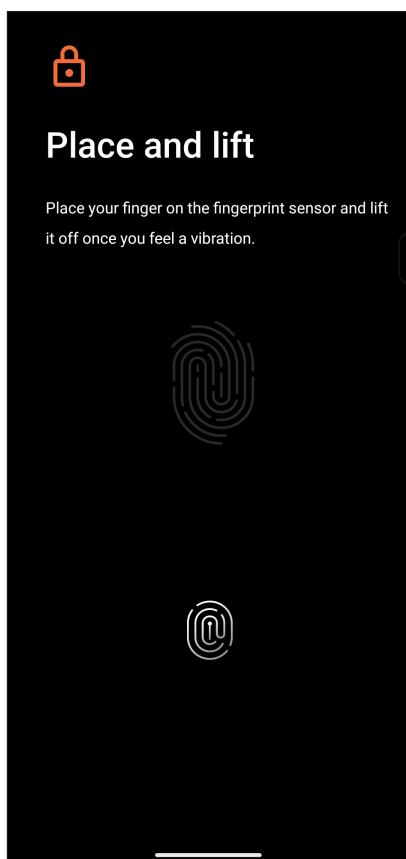 Place and lift
Place your finger on the fingerprint sensor and lift
it off once you feel a vibration.